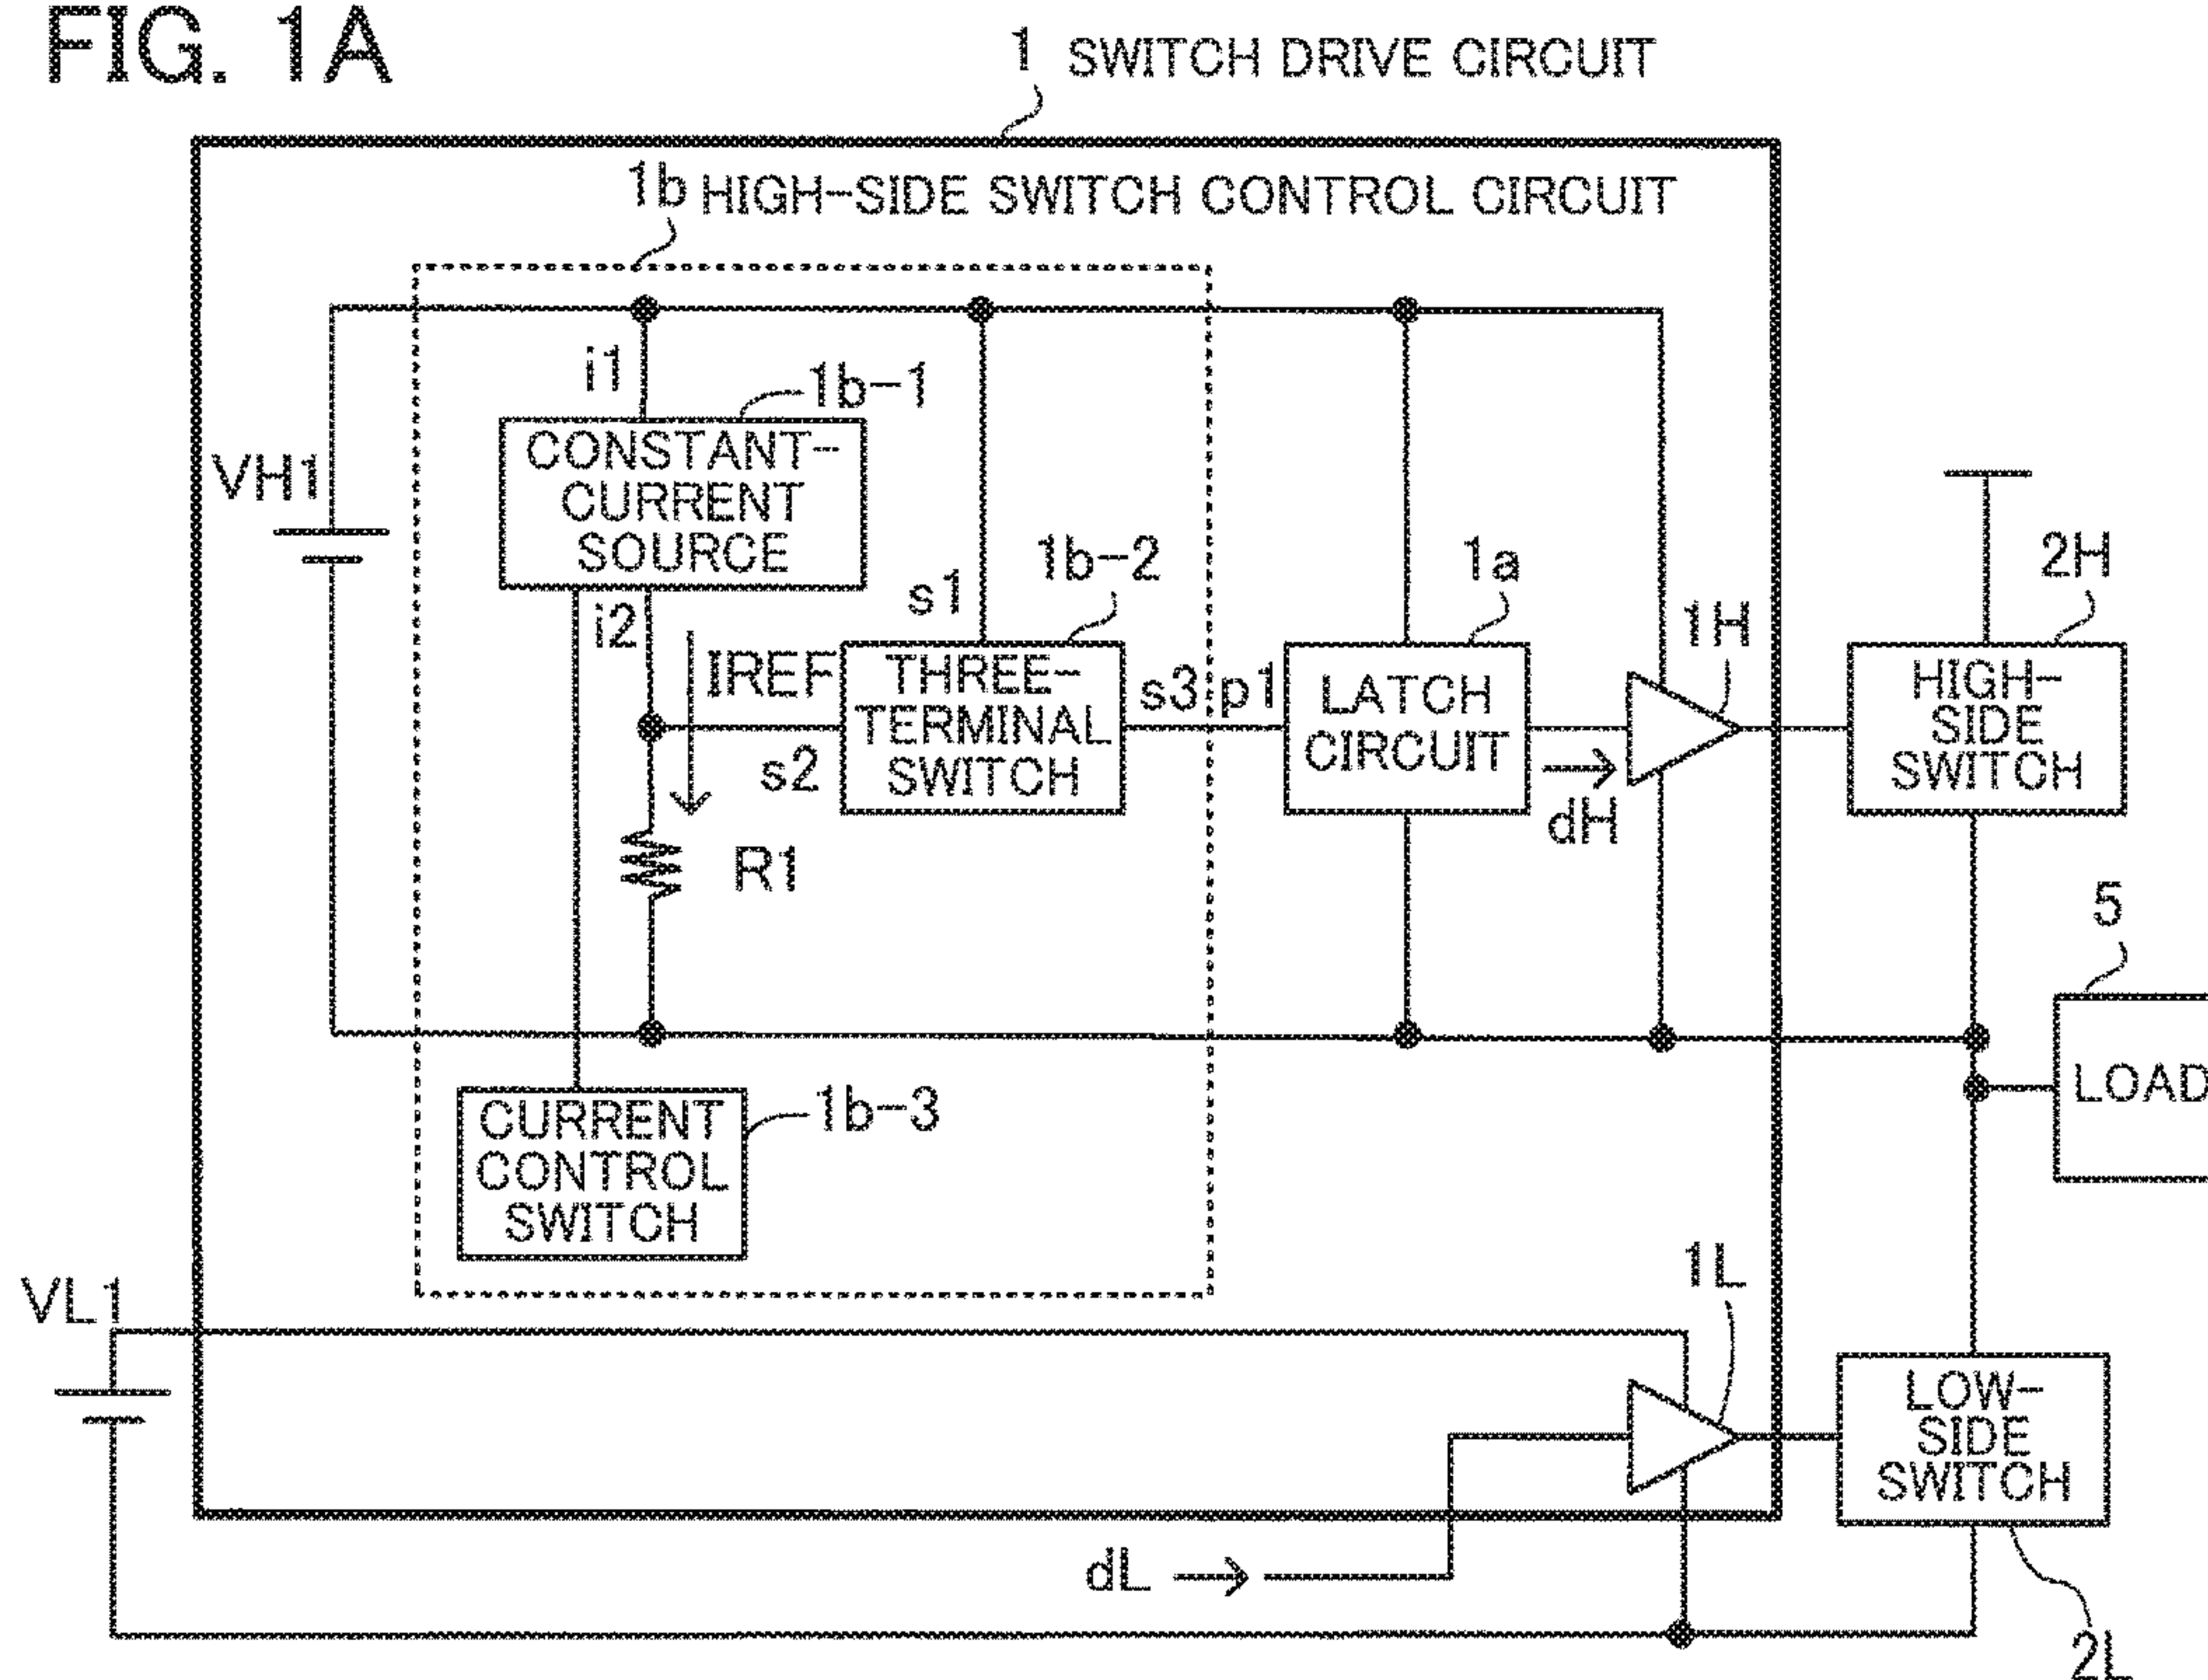 FIG. 1A
1 SWITCH DRIVE CIRCUIT
1b HIGH-SIDE SWITCH CONTROL CIRCUIT
i1
1b-1
CONSTANT-
CURRENT
SOURCE
VH1
i2
IREF
s1
1b-2
THREE-
TERMINAL
SWITCH
s2
s3
p1
1a
LATCH
CIRCUIT
dH
1H
2H
HIGH-
SIDE
SWITCH
R1
5
LOAD
CURRENT
CONTROL
SWITCH
1b-3
VL1
1L
LOW-
SIDE
SWITCH
dL
2L